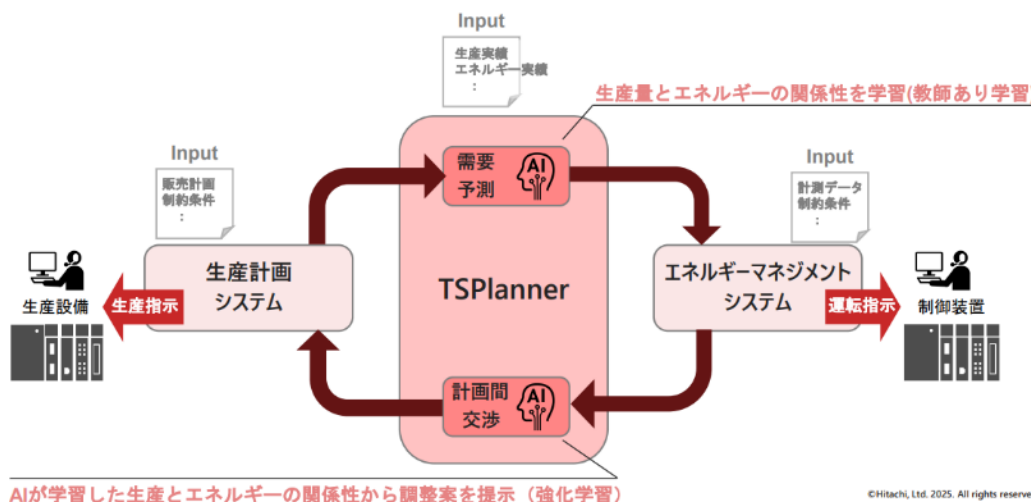 Input
生産実績
エネルギー実績
:
生産量とエネルギーの関係性を学習(教師あり学習
Input
販売計画
制約条件
:
需要
予測
AI
Input
計測データ
制約条件
:
生産設備
生産指示
生産計画
システム
TSPlanner
エネルギーマネジメント
システム
運転指示
制御装置
計画間
交渉
AI
AIが学習した生産とエネルギーの関係性から調整案を提示（強化学習）
©Hitachi, Ltd. 2025. All rights reserve